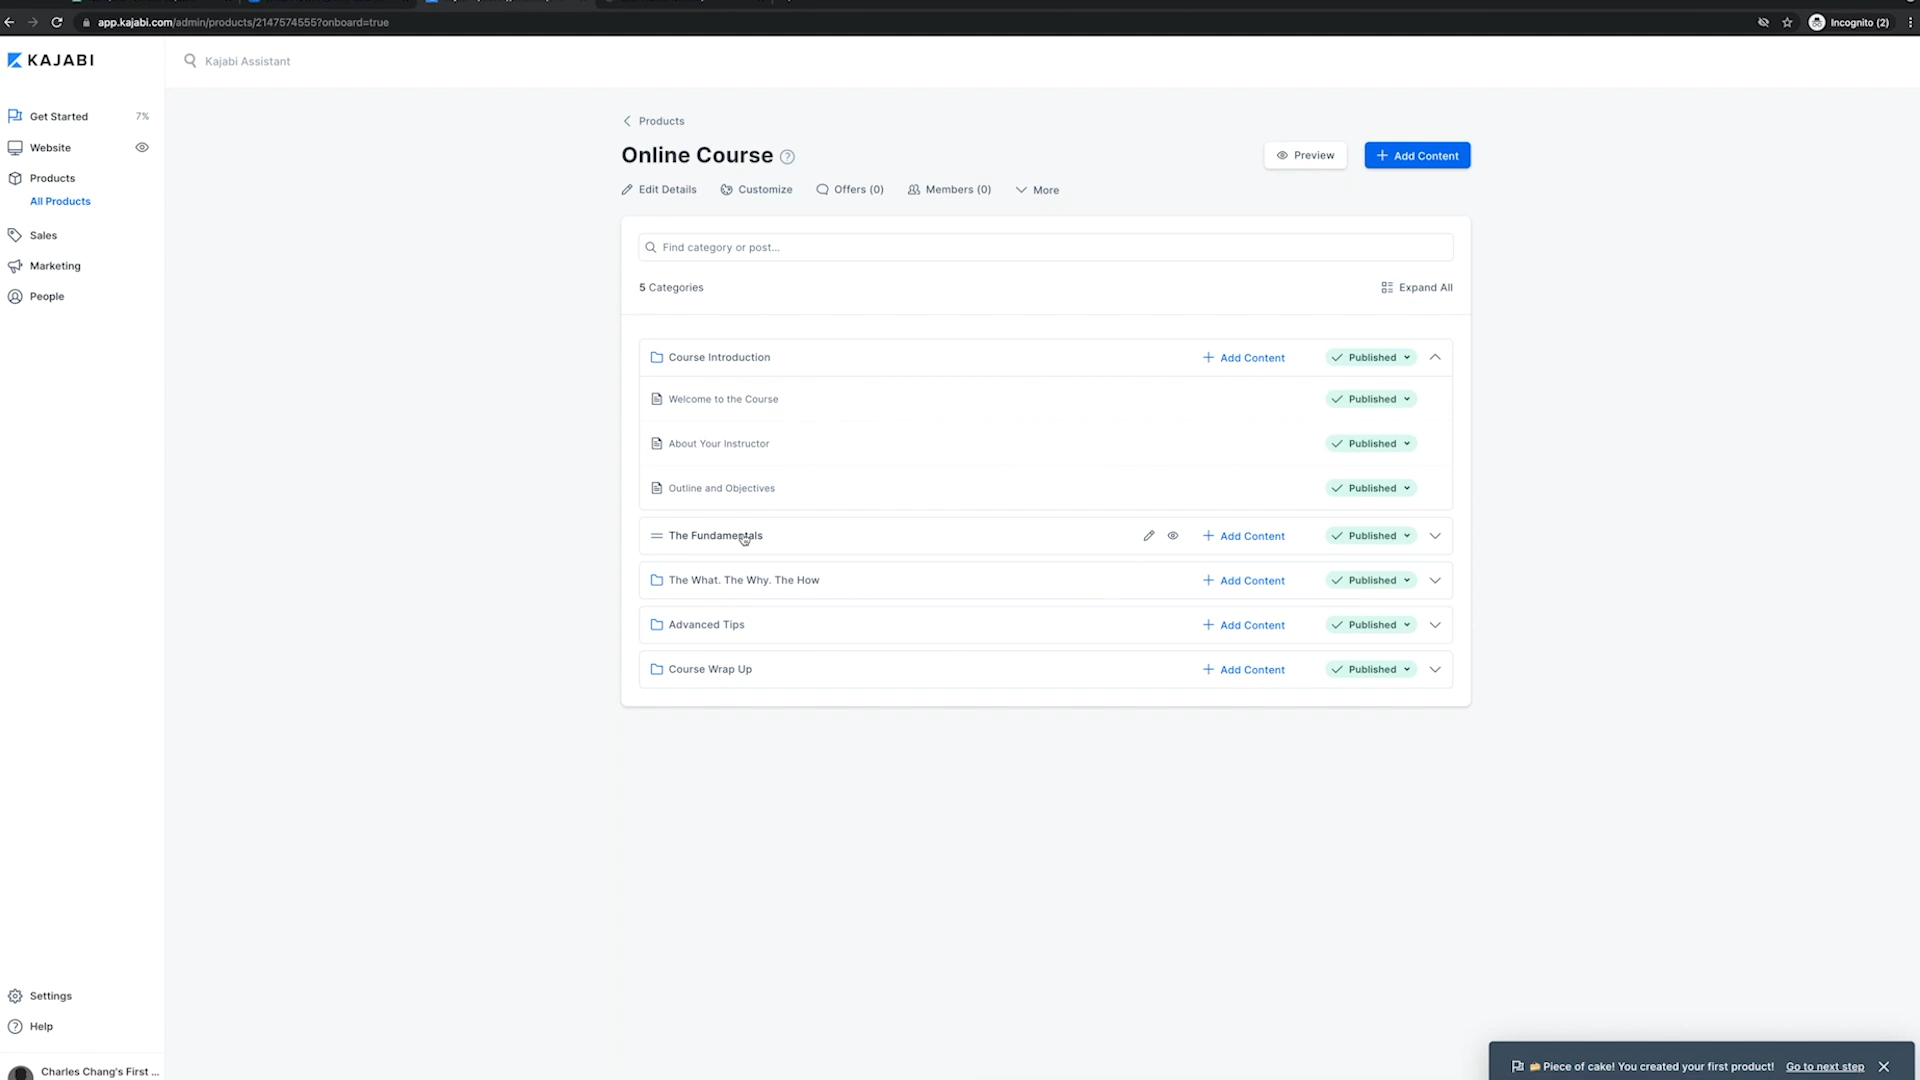 app.kajabi.com/admin/products/2147574555?onboard=true
Incognito (2)
KAJABI
Kajabi Assistant
Get Started 7%
Website
Products
All Products
Sales
Marketing
People
Products
Online Course
Preview
Add Content
Edit Details Customize Offers (0) Members (0) More
Find category or post...
5 Categories Expand All
Course Introduction Add Content Published
Welcome to the Course Published
About Your Instructor Published
Outline and Objectives Published
The Fundamentals Add Content Published
The What. The Why. The How Add Content Published
Advanced Tips Add Content Published
Course Wrap Up Add Content Published
Settings
Help
Charles Chang's First ...
Piece of cake! You created your first product! Go to next step